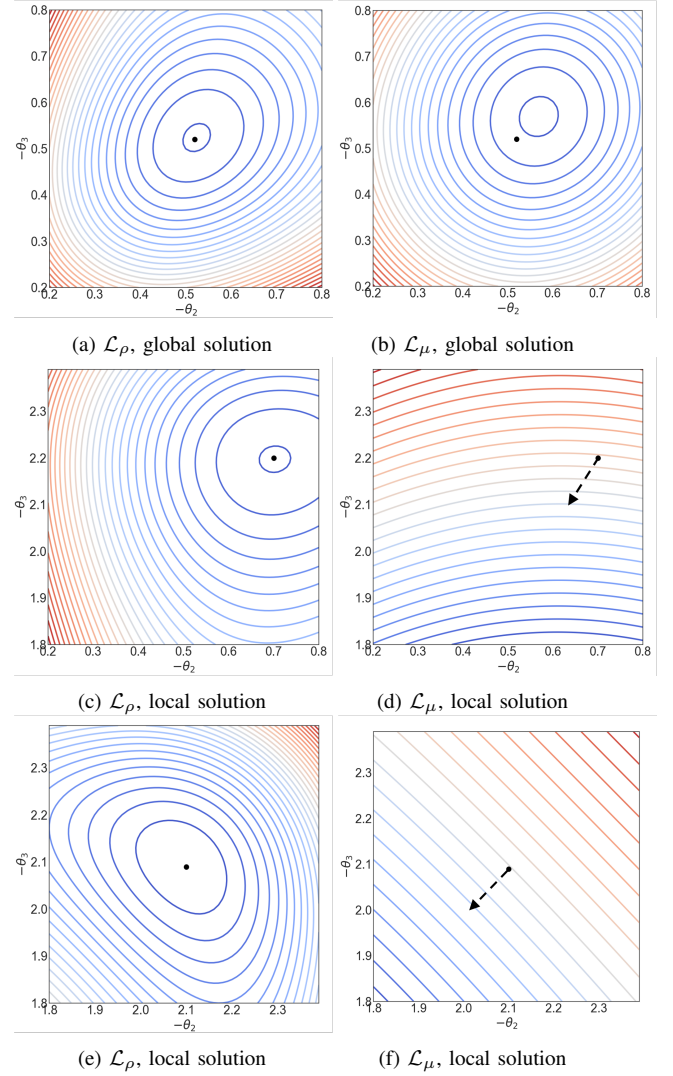 0.8 0.7 0.6 0.5 0.4 0.3 0.2
−θ₃
0.2 0.3 0.4 0.5 0.6 0.7 0.8
−θ₂
0.8 0.7 0.6 0.5 0.4 0.3 0.2
−θ₃
0.2 0.3 0.4 0.5 0.6 0.7 0.8
−θ₂
(a) ℒρ, global solution
(b) ℒμ, global solution
2.3 2.2 2.1 2.0 1.9 1.8
−θ₃
0.2 0.3 0.4 0.5 0.6 0.7 0.8
−θ₂
2.3 2.2 2.1 2.0 1.9 1.8
−θ₃
0.2 0.3 0.4 0.5 0.6 0.7 0.8
−θ₂
(c) ℒρ, local solution
(d) ℒμ, local solution
2.3 2.2 2.1 2.0 1.9 1.8
−θ₃
1.8 1.9 2.0 2.1 2.2 2.3
−θ₂
2.3 2.2 2.1 2.0 1.9 1.8
−θ₃
1.8 1.9 2.0 2.1 2.2 2.3
−θ₂
(e) ℒρ, local solution
(f) ℒμ, local solution